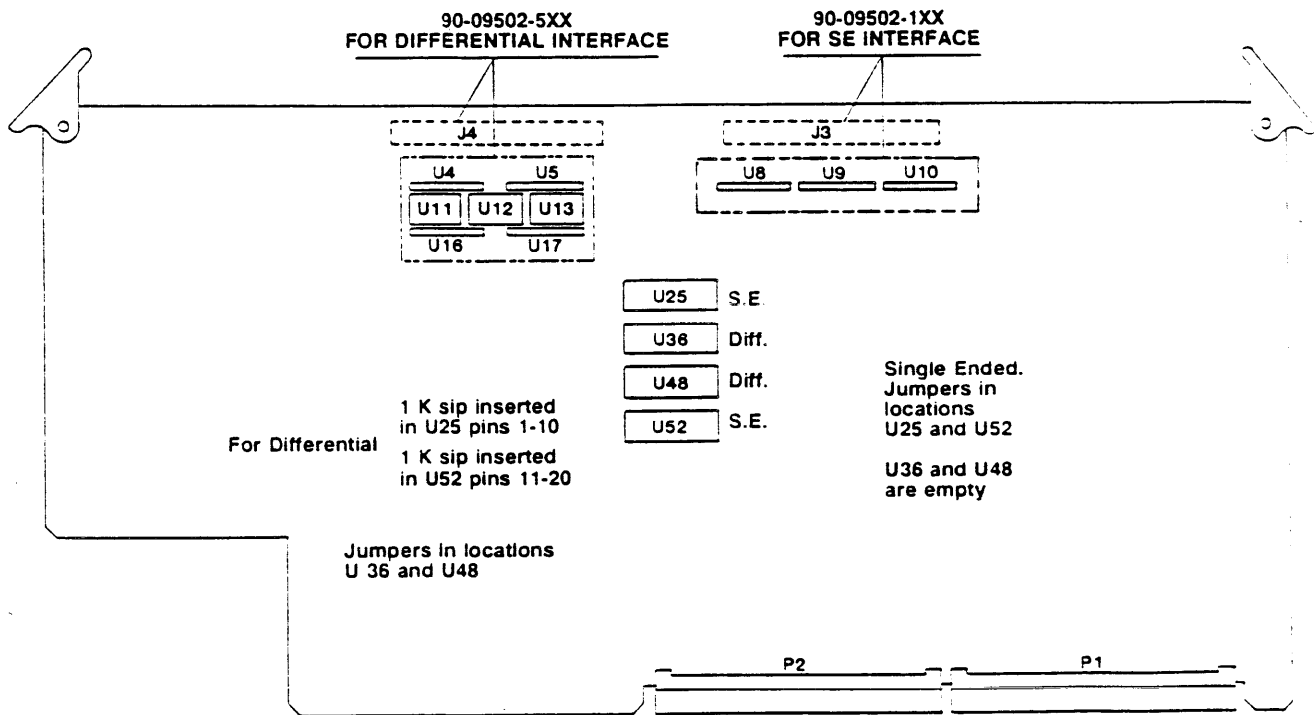 90-09502-5XX
FOR DIFFERENTIAL INTERFACE
90-09502-1XX
FOR SE INTERFACE
J4
J3
U4
U5
U11
U12
U13
U16
U17
U8
U9
U10
U25
S.E.
U36
Diff.
U48
Diff.
U52
S.E.
For Differential
1 K sip inserted
in U25 pins 1-10
1 K sip inserted
in U52 pins 11-20
Jumpers in locations
U 36 and U48
Single Ended.
Jumpers in
locations
U25 and U52
U36 and U48
are empty
P2
P1